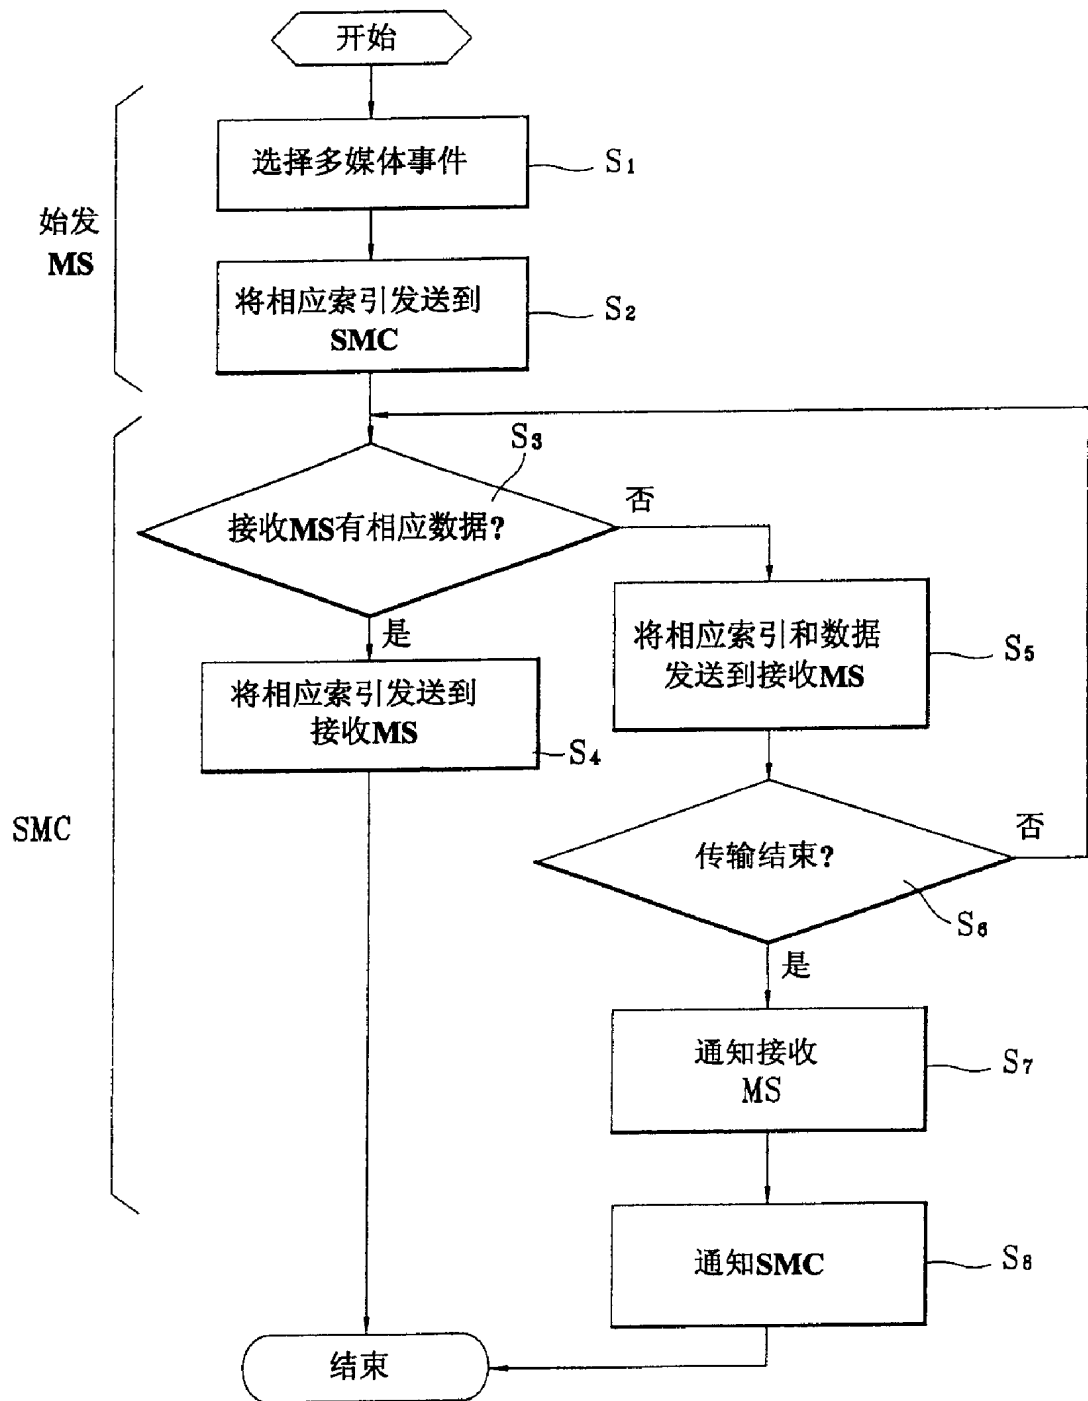 开始
选择多媒体事件
S1
始发
MS
将相应索引发送到
SMC
S2
S3
接收MS有相应数据?
否
是
将相应索引和数据
发送到接收MS
S5
将相应索引发送到
接收MS
S4
SMC
传输结束?
否
S6
是
通知接收
MS
S7
通知SMC
S8
结束